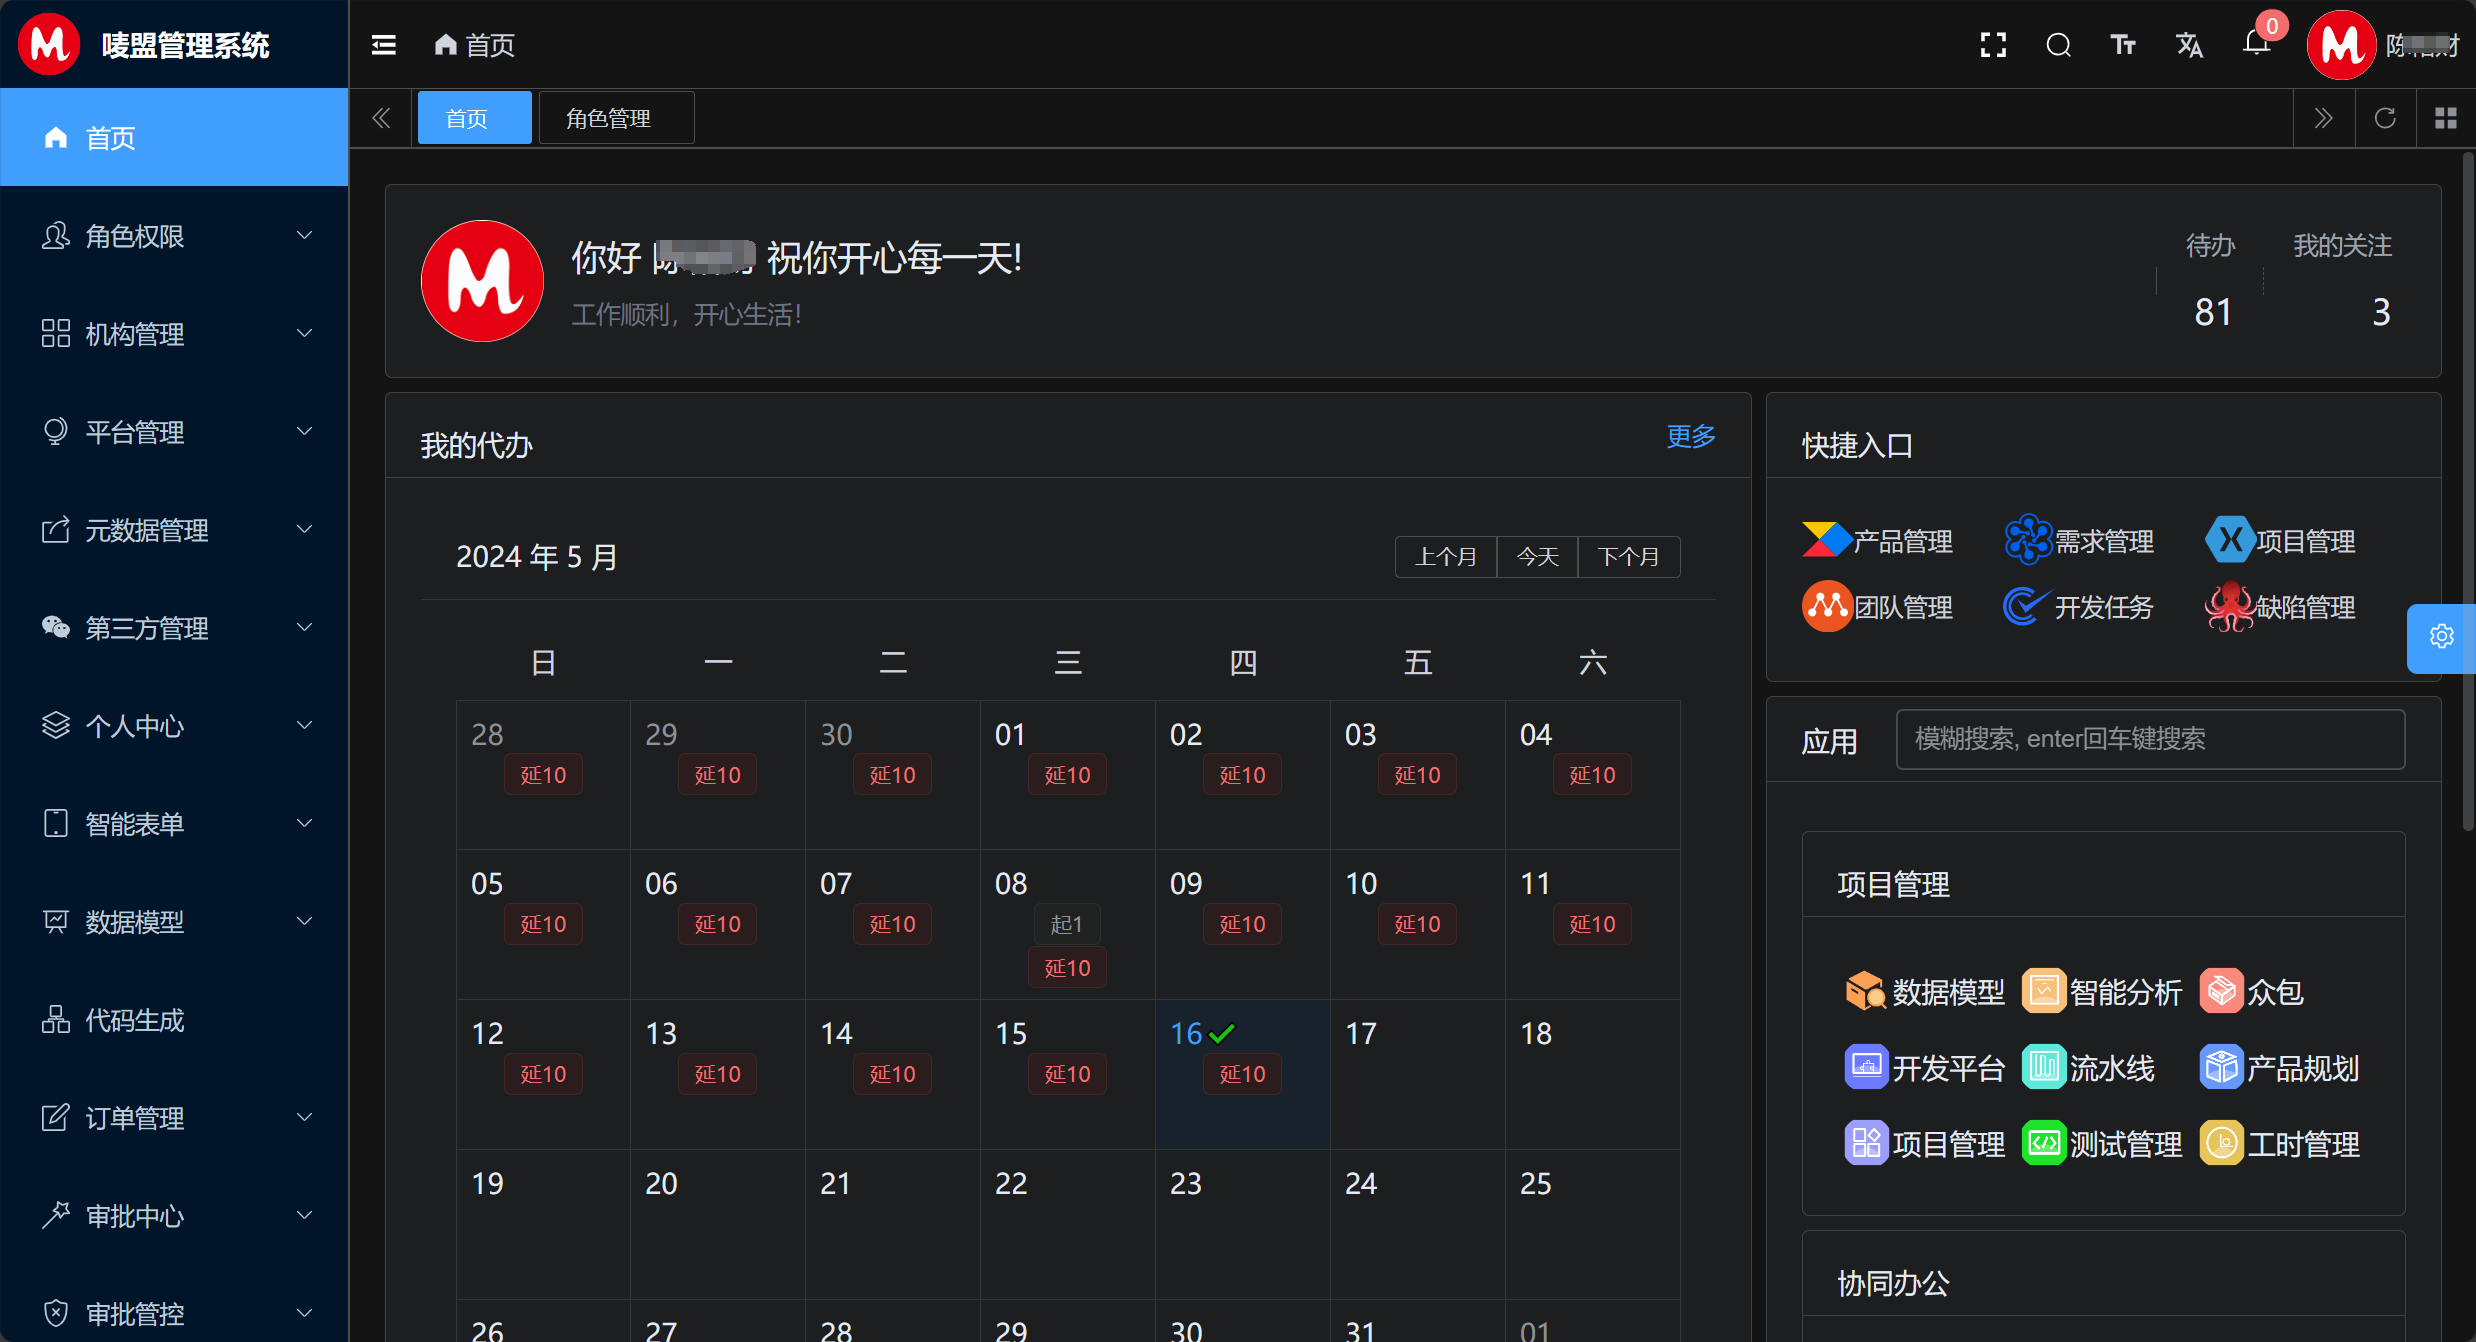 唛盟管理系统
首页
0
首页
角色管理
首页
角色权限
机构管理
平台管理
元数据管理
第三方管理
个人中心
智能表单
数据模型
代码生成
订单管理
审批中心
审批管控
你好 祝你开心每一天!
工作顺利，开心生活!
待办
81
我的关注
3
我的代办
更多
2024 年 5 月
上个月 今天 下个月
日 一 二 三 四 五 六
28 29 30 01 02 03 04
延10 延10 延10 延10 延10 延10 延10
05 06 07 08 09 10 11
延10 延10 延10 起1 延10 延10 延10
延10
12 13 14 15 16 17 18
延10 延10 延10 延10 延10
19 20 21 22 23 24 25
26 27 28 29 30 31 01
快捷入口
产品管理 需求管理 项目管理
团队管理 开发任务 缺陷管理
应用
模糊搜索, enter回车键搜索
项目管理
数据模型 智能分析 众包
开发平台 流水线 产品规划
项目管理 测试管理 工时管理
协同办公